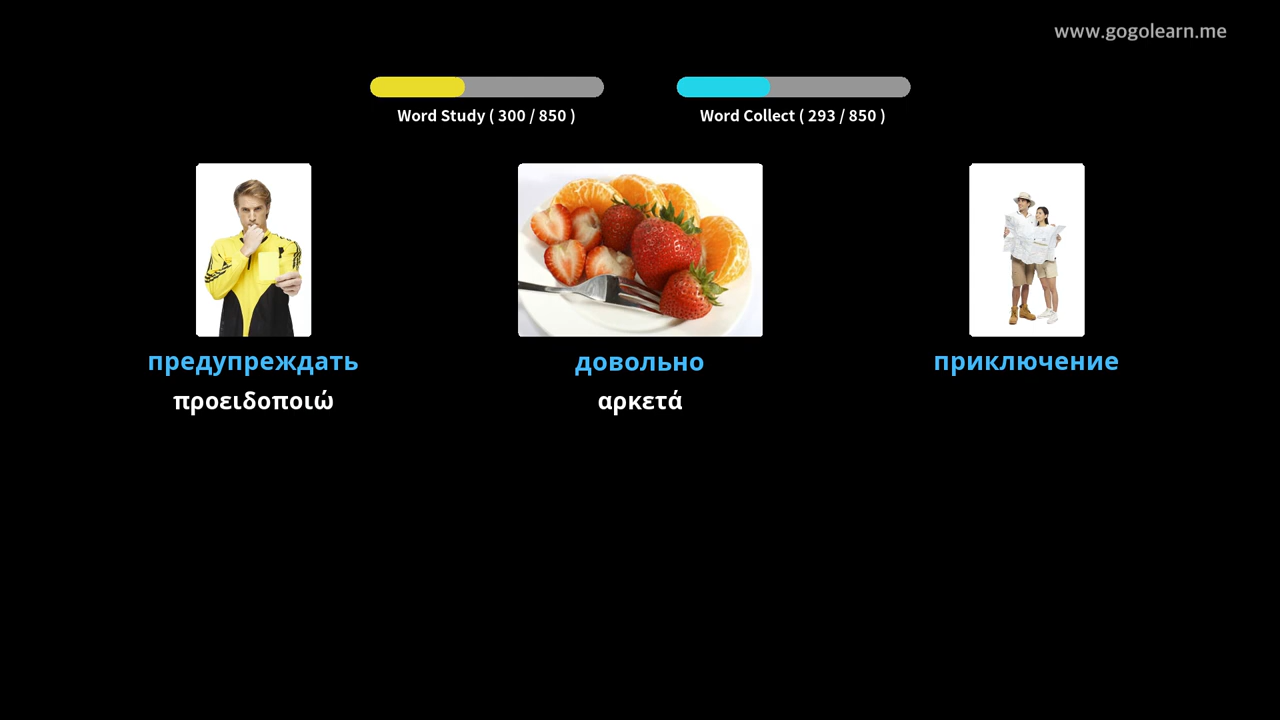 www.gogolearn.me
Word Study ( 300 / 850 )
Word Collect ( 293 / 850 )
предупреждать
довольно
приключение
προειδοποιώ
αρκετά